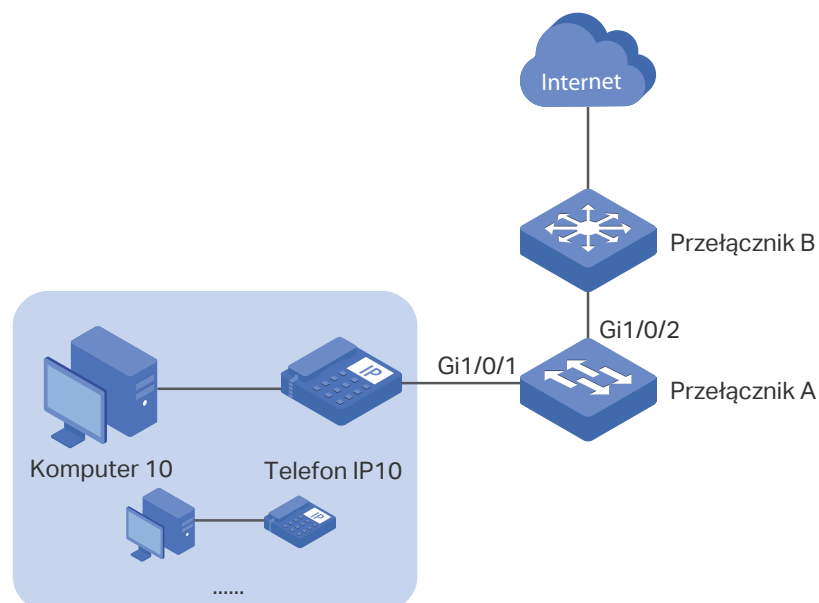 Internet
Przełącznik B
Gi1/0/2
Gi1/0/1
IP
Przełącznik A
Komputer 10
Telefon IP10
IP
......